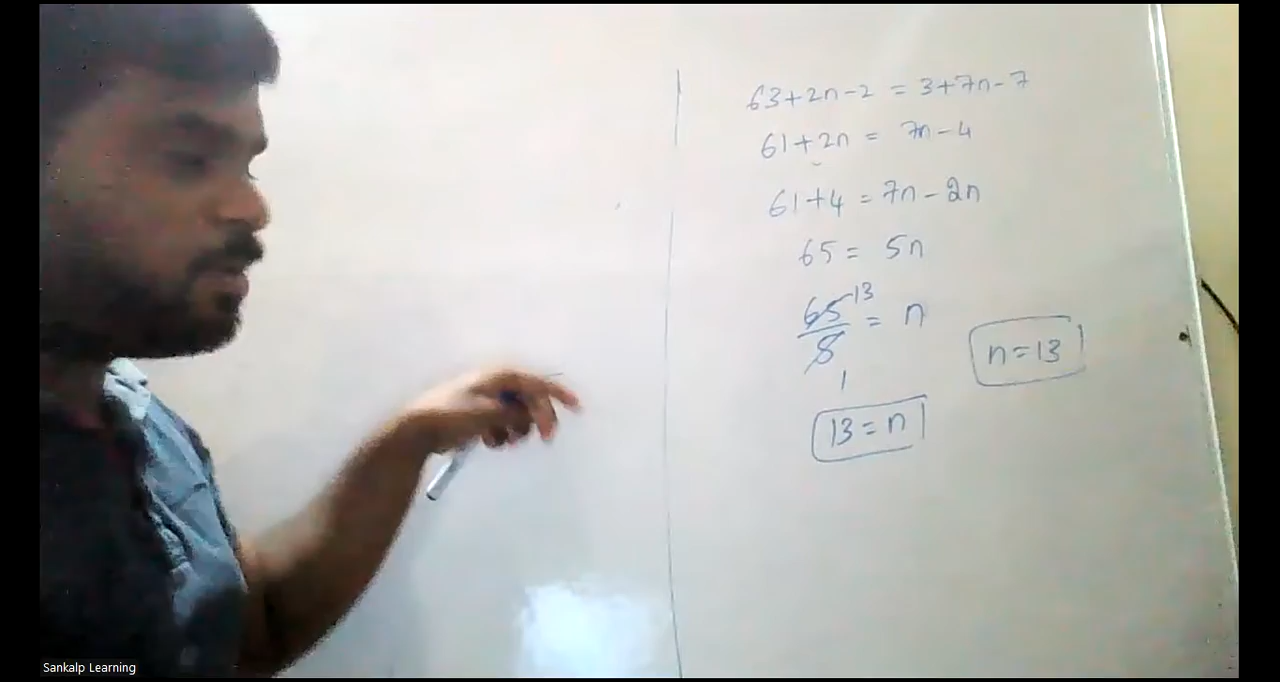 63+2n-2 = 3+7n-7
61+2n = 7n-4
61+4 = 7n-2n
65 = 5n
65/5 13 1 = n
n=13
13=n
Sankalp Learning